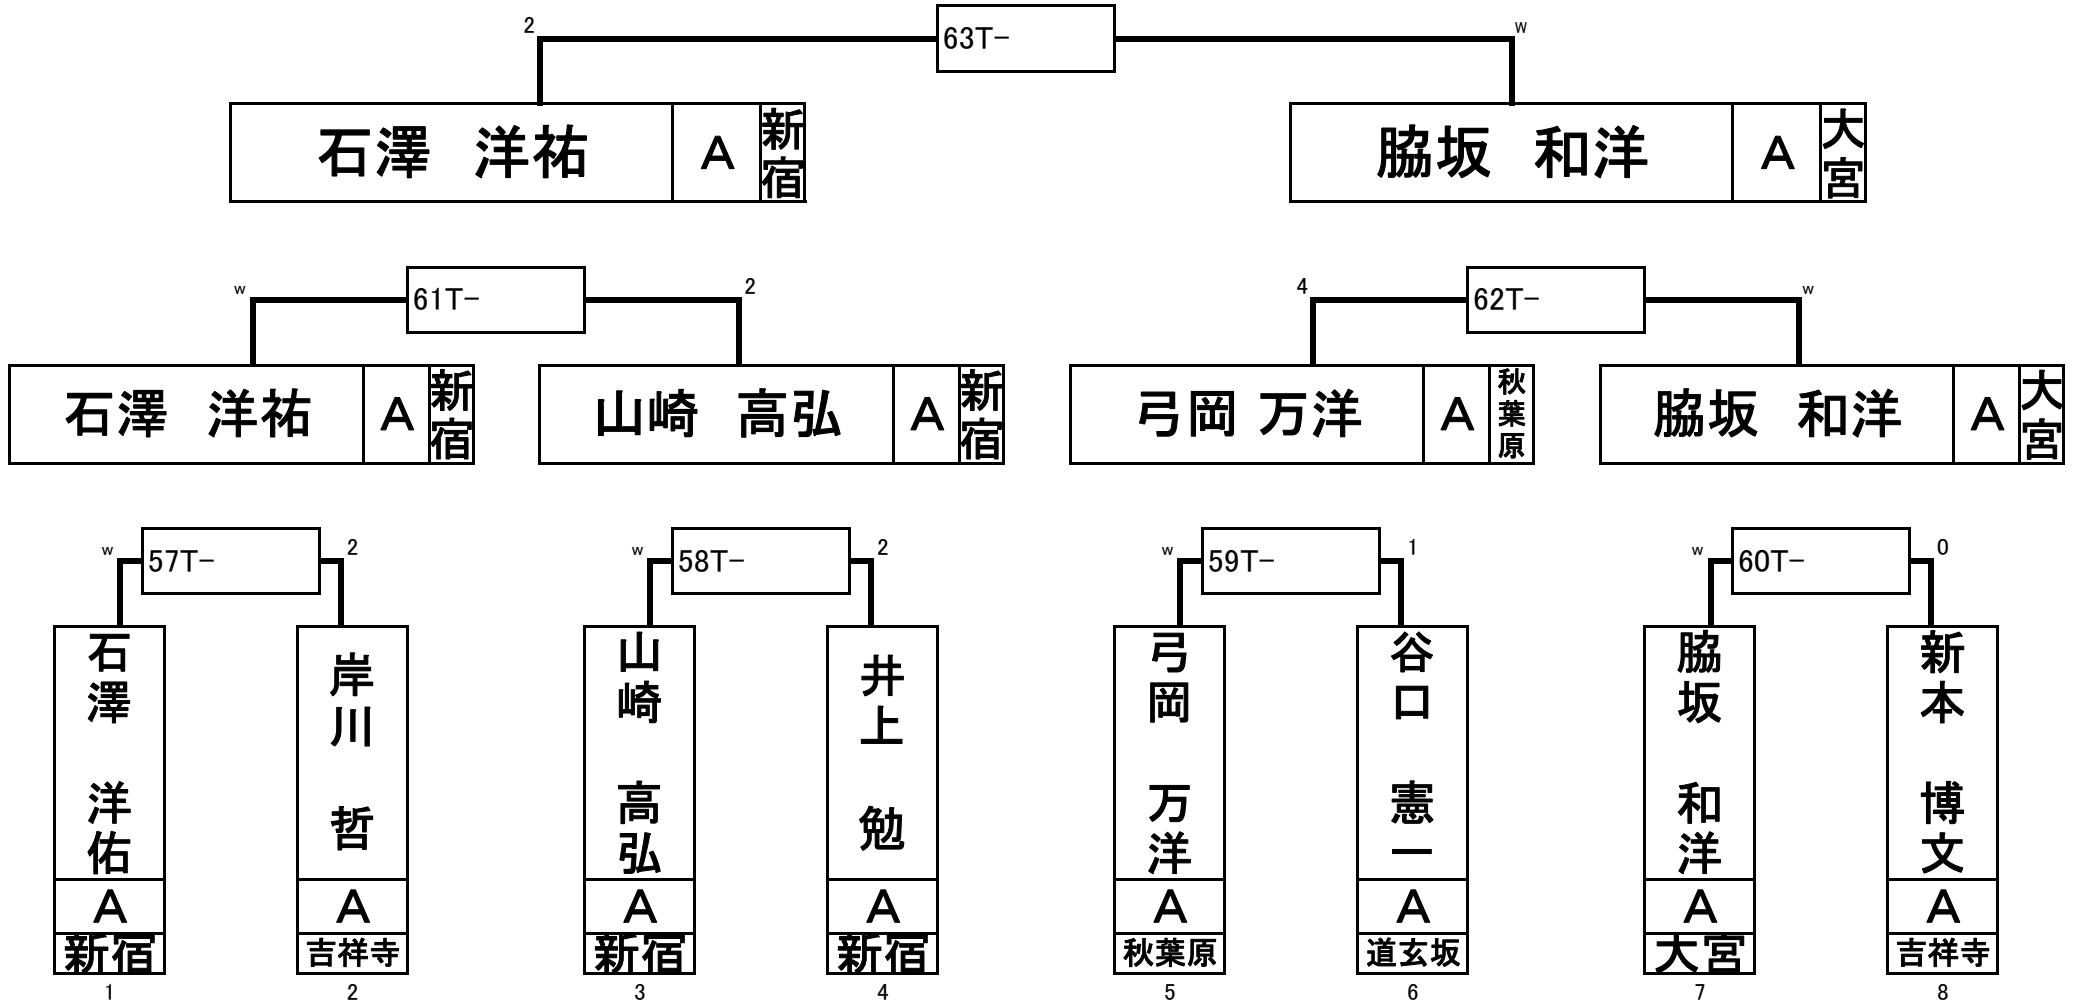 2 63T− w
石澤　洋祐 A 新宿
脇坂　和洋 A 大宮
w 61T− 2
4 62T− w
石澤　洋祐 A 新宿
山崎　高弘 A 新宿
弓岡 万洋 A 秋葉原
脇坂　和洋 A 大宮
w 57T− 2
w 58T− 2
w 59T− 1
w 60T− 0
石澤　洋佑
A
新宿
1
岸川　哲
A
吉祥寺
2
山崎　高弘
A
新宿
3
井上　勉
A
新宿
4
弓岡　万洋
A
秋葉原
5
谷口　憲一
A
道玄坂
6
脇坂　和洋
A
大宮
7
新本　博文
A
吉祥寺
8